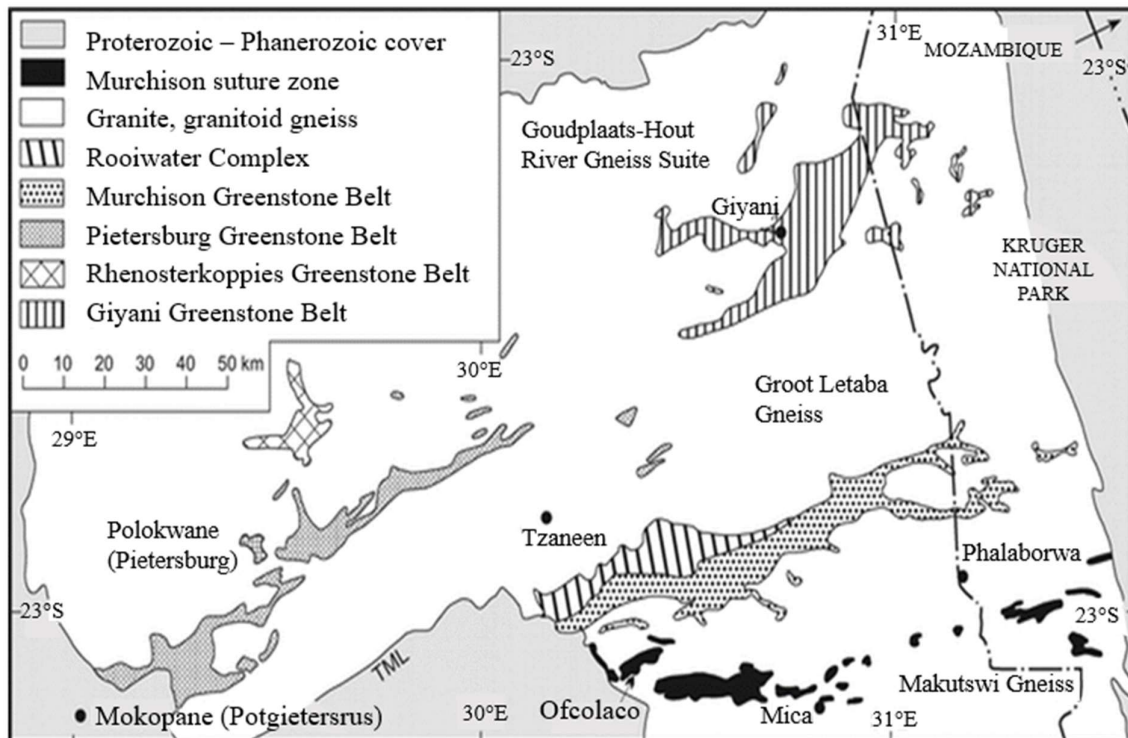 Proterozoic – Phanerozoic cover
Murchison suture zone
Granite, granitoid gneiss
Rooiwater Complex
Murchison Greenstone Belt
Pietersburg Greenstone Belt
Rhenosterkoppies Greenstone Belt
Giyani Greenstone Belt
0 10 20 30 40 50 km
23°S
31°E
MOZAMBIQUE
23°S
Goudplaats-Hout
River Gneiss Suite
Giyani
KRUGER
NATIONAL
PARK
30°E
29°E
Groot Letaba
Gneiss
Polokwane
(Pietersburg)
Tzaneen
Phalaborwa
23°S
23°S
TML
Makutswi Gneiss
Mokopane (Potgietersrus)
30°E
Ofcolaco
Mica
31°E